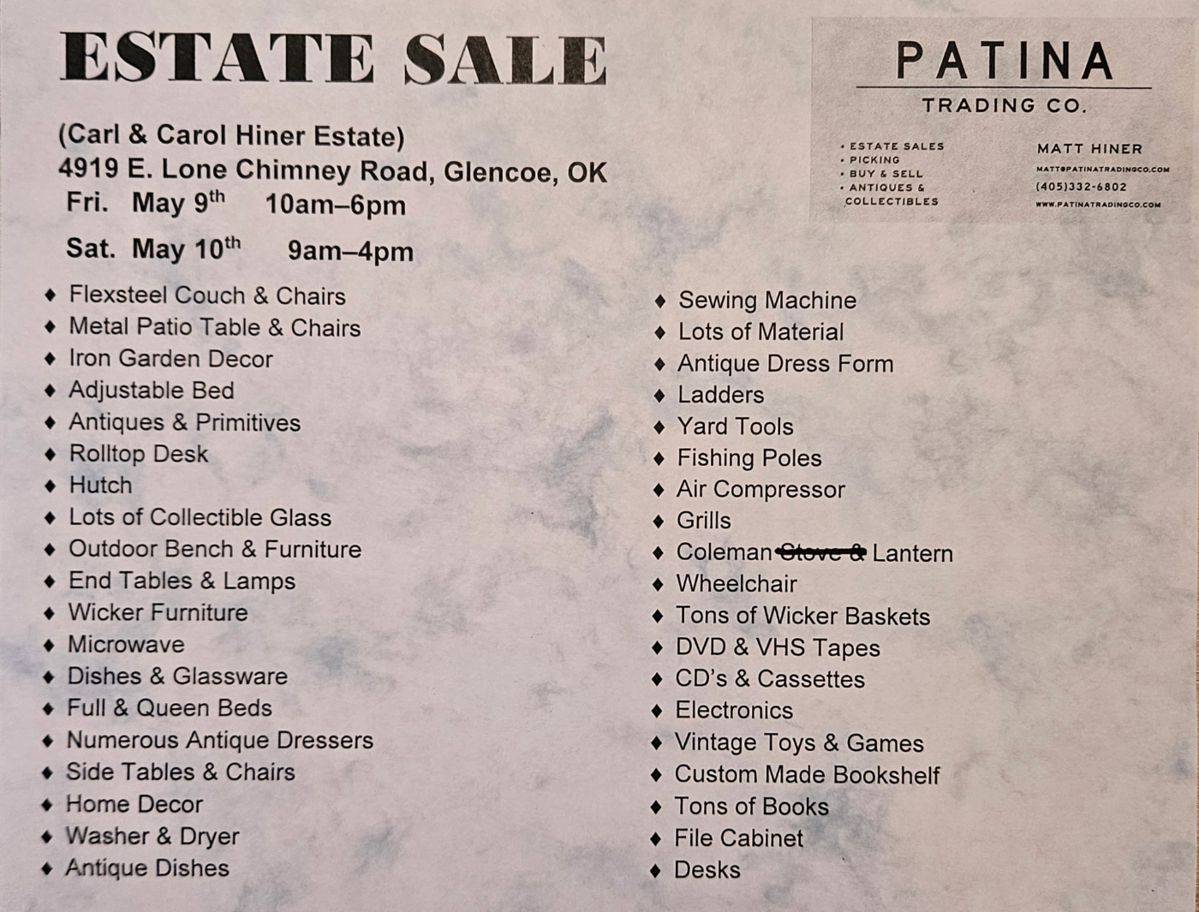 ESTATE SALE
(Carl & Carol Hiner Estate)
4919 E. Lone Chimney Road, Glencoe, OK
Fri. May 9th 10am–6pm
Sat. May 10th 9am–4pm
PATINA
TRADING CO.
• ESTATE SALES
• PICKING
• BUY & SELL
• ANTIQUES &
COLLECTIBLES
MATT HINER
MATT@PATINATRADINGCO.COM
(405)332-6802
WWW.PATINATRADINGCO.COM
♦ Flexsteel Couch & Chairs
♦ Metal Patio Table & Chairs
♦ Iron Garden Decor
♦ Adjustable Bed
♦ Antiques & Primitives
♦ Rolltop Desk
♦ Hutch
♦ Lots of Collectible Glass
♦ Outdoor Bench & Furniture
♦ End Tables & Lamps
♦ Wicker Furniture
♦ Microwave
♦ Dishes & Glassware
♦ Full & Queen Beds
♦ Numerous Antique Dressers
♦ Side Tables & Chairs
♦ Home Decor
♦ Washer & Dryer
♦ Antique Dishes
♦ Sewing Machine
♦ Lots of Material
♦ Antique Dress Form
♦ Ladders
♦ Yard Tools
♦ Fishing Poles
♦ Air Compressor
♦ Grills
♦ Coleman Stove & Lantern
♦ Wheelchair
♦ Tons of Wicker Baskets
♦ DVD & VHS Tapes
♦ CD's & Cassettes
♦ Electronics
♦ Vintage Toys & Games
♦ Custom Made Bookshelf
♦ Tons of Books
♦ File Cabinet
♦ Desks